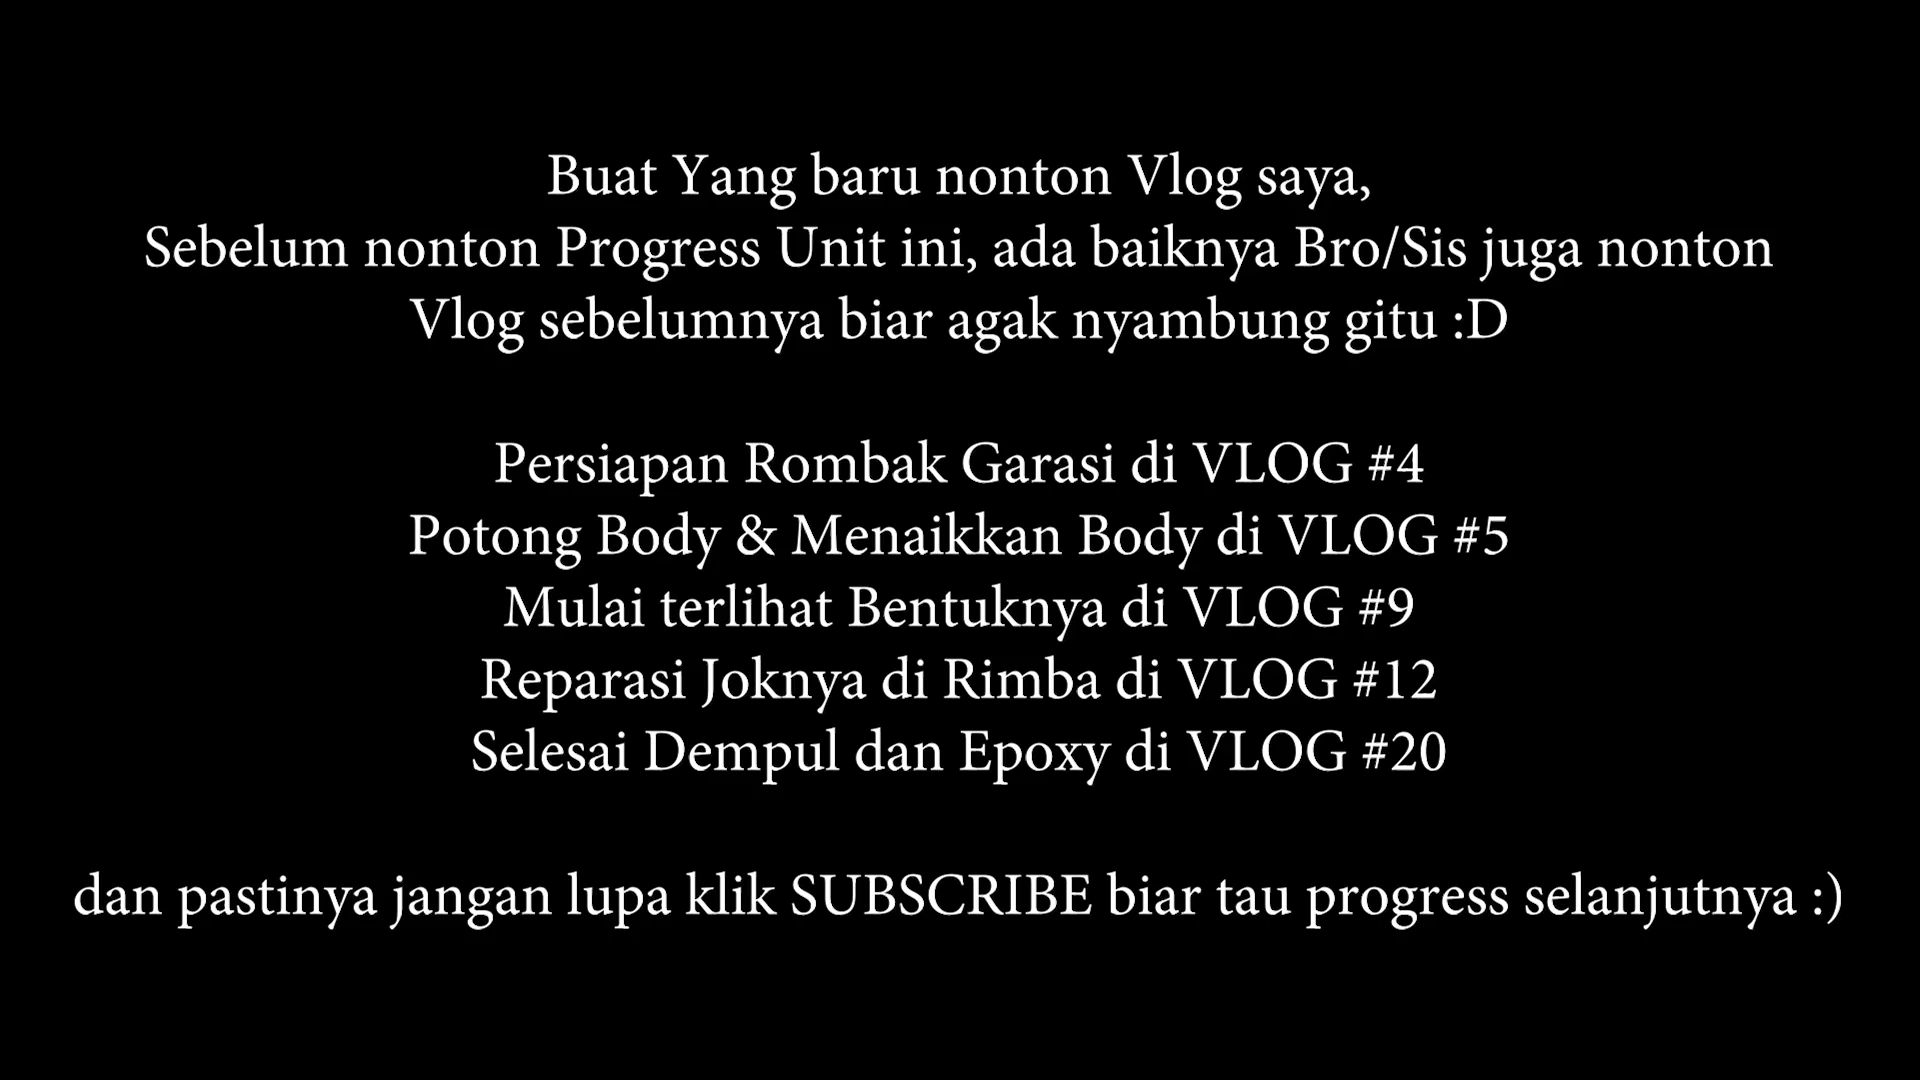 Buat Yang baru nonton Vlog saya,
Sebelum nonton Progress Unit ini, ada baiknya Bro/Sis juga nonton
Vlog sebelumnya biar agak nyambung gitu :D
Persiapan Rombak Garasi di VLOG #4
Potong Body & Menaikkan Body di VLOG #5
Mulai terlihat Bentuknya di VLOG #9
Reparasi Joknya di Rimba di VLOG #12
Selesai Dempul dan Epoxy di VLOG #20
dan pastinya jangan lupa klik SUBSCRIBE biar tau progress selanjutnya :)